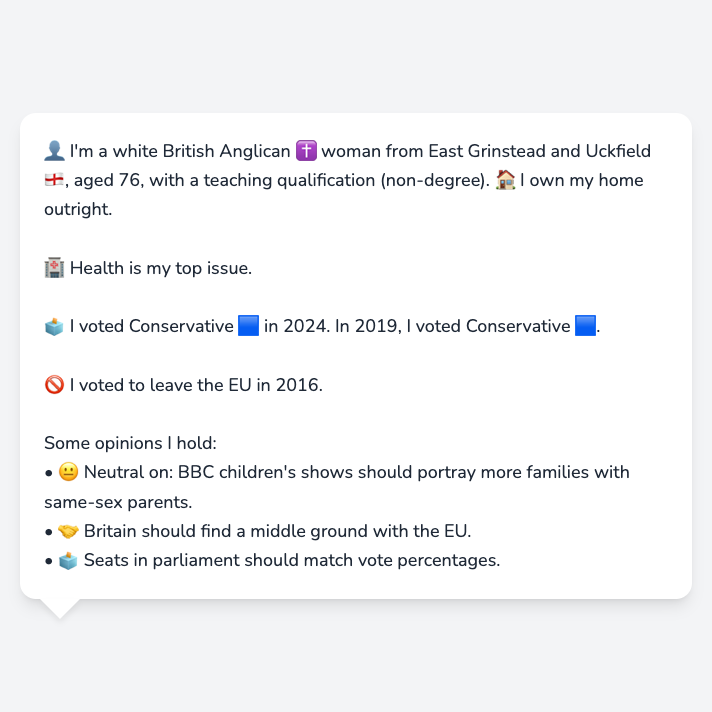 👤 I'm a white British Anglican ✝️ woman from East Grinstead and Uckfield
🏴󠁧󠁢󠁥󠁮󠁧󠁿, aged 76, with a teaching qualification (non-degree). 🏠 I own my home
outright.
🏥 Health is my top issue.
🗳️ I voted Conservative 🟦 in 2024. In 2019, I voted Conservative 🟦.
🚫 I voted to leave the EU in 2016.
Some opinions I hold:
• 😐 Neutral on: BBC children's shows should portray more families with
same-sex parents.
• 🤝 Britain should find a middle ground with the EU.
• 🗳️ Seats in parliament should match vote percentages.